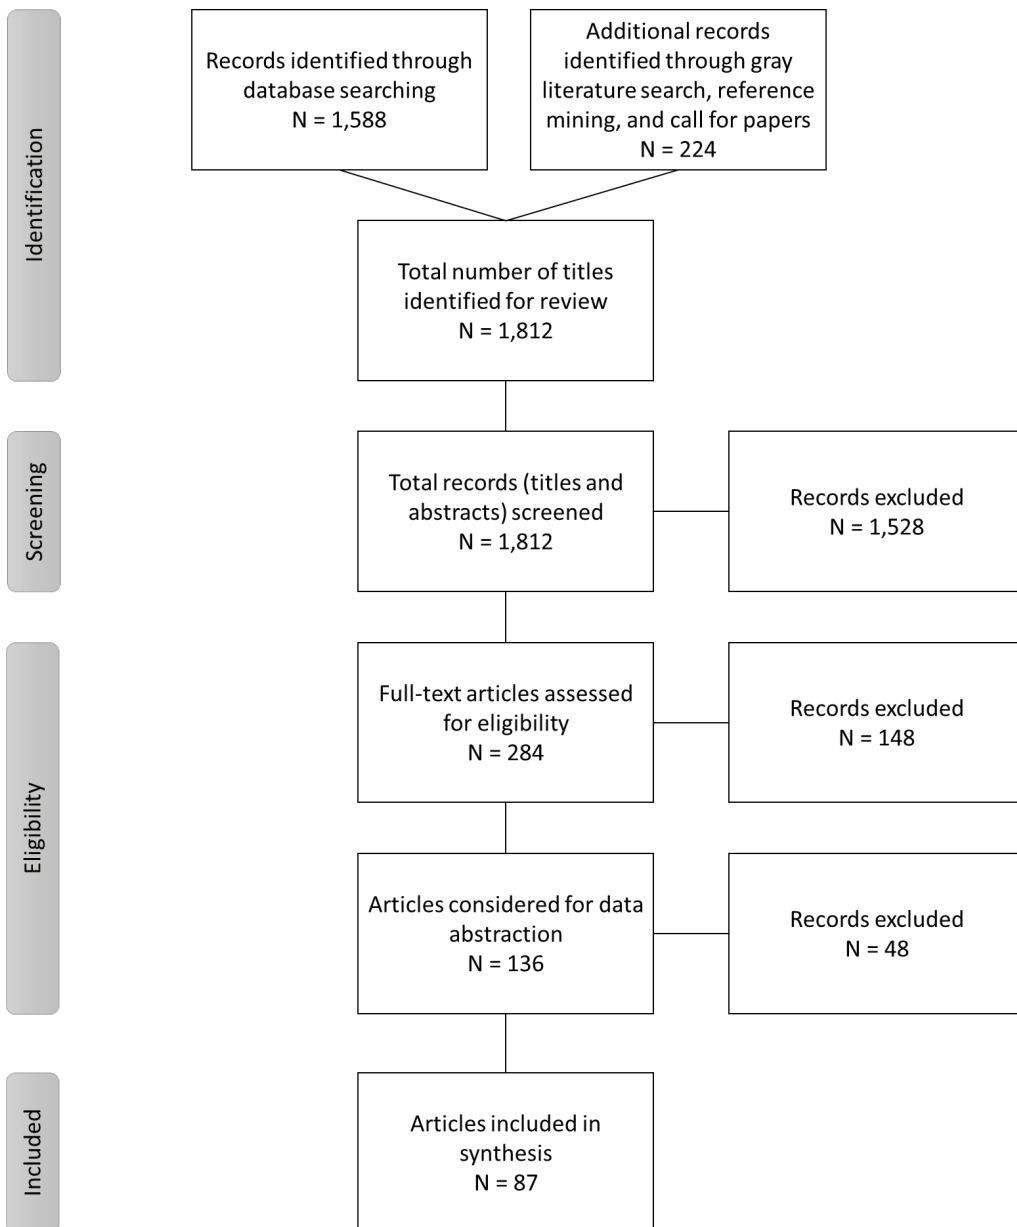 Identification
Records identified through
database searching
N = 1,588
Additional records
identified through gray
literature search, reference
mining, and call for papers
N = 224
Total number of titles
identified for review
N = 1,812
Screening
Total records (titles and
abstracts) screened
N = 1,812
Records excluded
N = 1,528
Eligibility
Full-text articles assessed
for eligibility
N = 284
Records excluded
N = 148
Articles considered for data
abstraction
N = 136
Records excluded
N = 48
Included
Articles included in
synthesis
N = 87